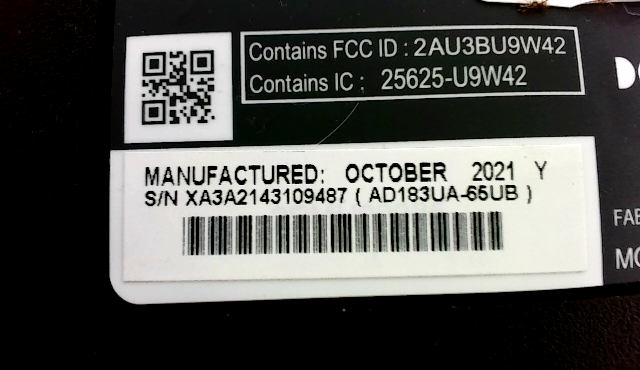 Contains FCC ID : 2AU3BU9W42
Contains IC : 25625-U9W42
MANUFACTURED: OCTOBER 2021 Y
S/N XA3A2143109487 ( AD183UA-65UB )